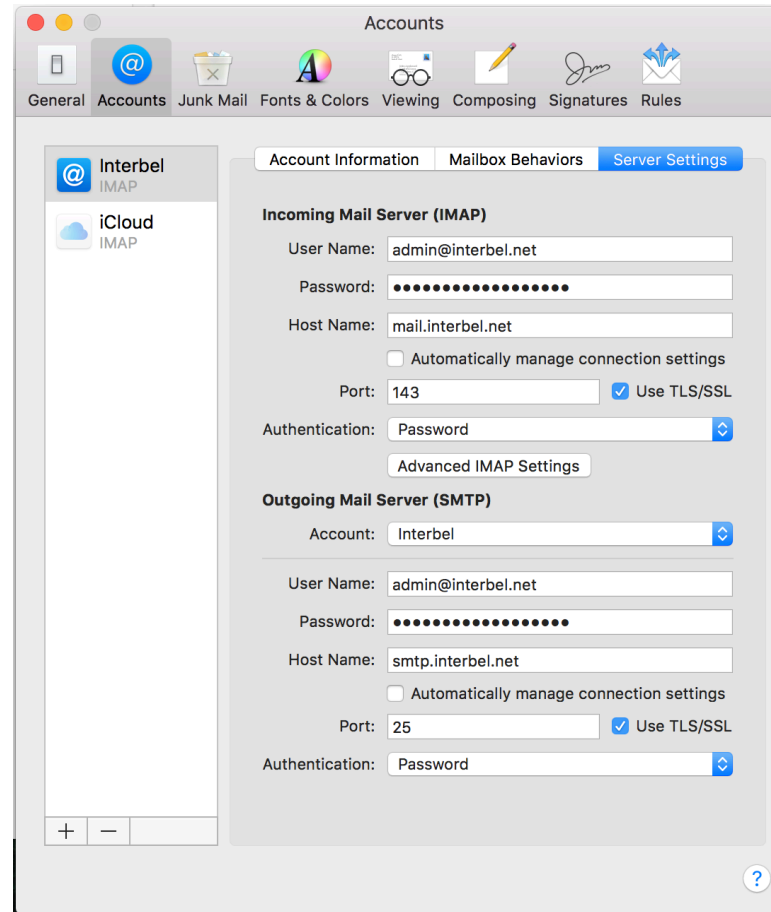 Accounts
General Accounts Junk Mail Fonts & Colors Viewing Composing Signatures Rules
Interbel
IMAP
iCloud
IMAP
Account Information Mailbox Behaviors Server Settings
Incoming Mail Server (IMAP)
User Name: admin@interbel.net
Password: ●●●●●●●●●●●●●●●●●●
Host Name: mail.interbel.net
Automatically manage connection settings
Port: 143 Use TLS/SSL
Authentication: Password
Advanced IMAP Settings
Outgoing Mail Server (SMTP)
Account: Interbel
User Name: admin@interbel.net
Password: ●●●●●●●●●●●●●●●●●●
Host Name: smtp.interbel.net
Automatically manage connection settings
Port: 25 Use TLS/SSL
Authentication: Password
+ −
?